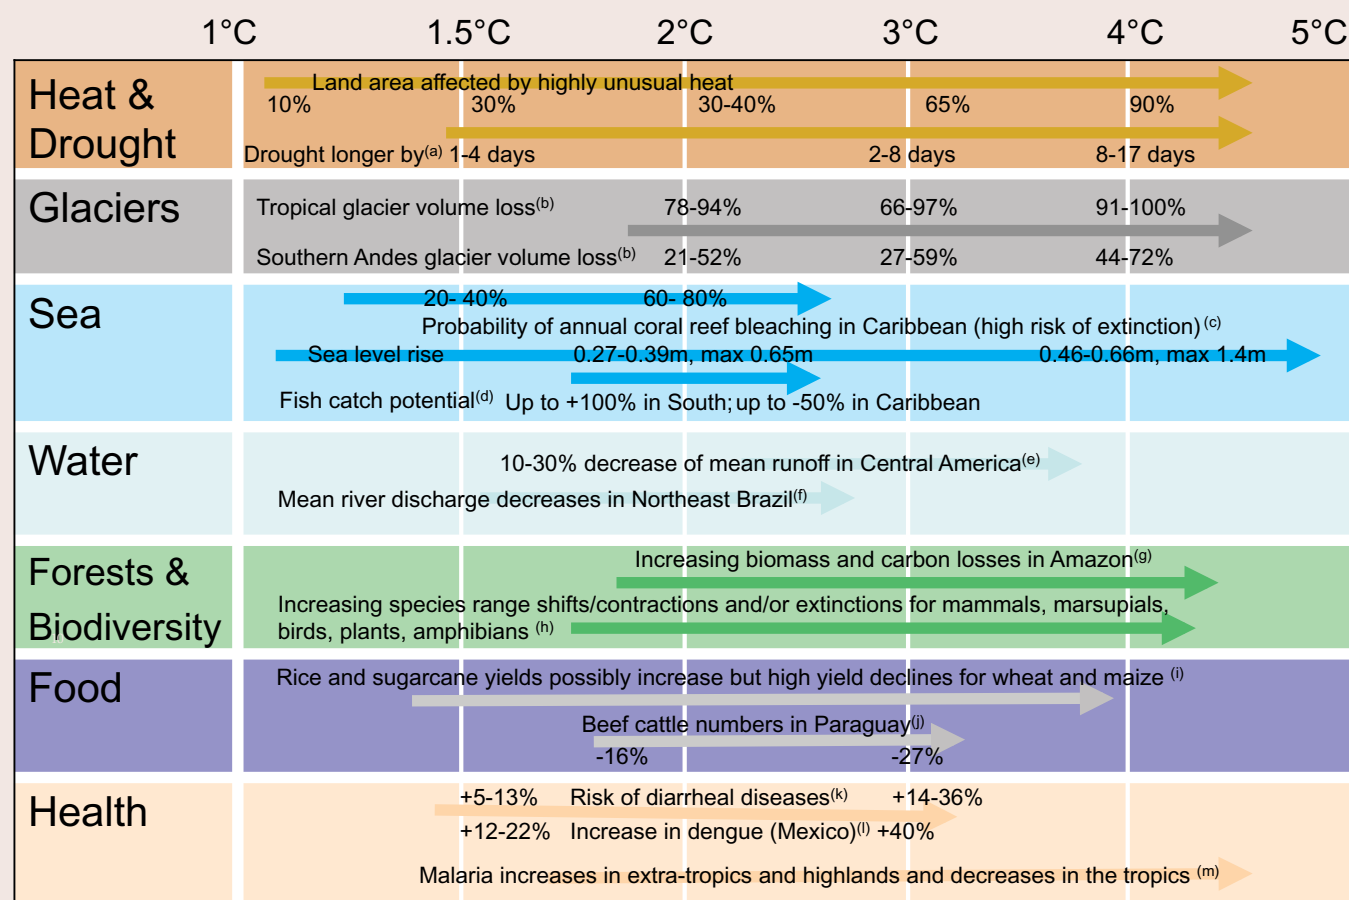 1°C 1.5°C 2°C 3°C 4°C 5°C
Heat &
Drought
Land area affected by highly unusual heat
10% 30% 30-40% 65% 90%
Drought longer by(a) 1-4 days 2-8 days 8-17 days
Glaciers
Tropical glacier volume loss(b) 78-94% 66-97% 91-100%
Southern Andes glacier volume loss(b) 21-52% 27-59% 44-72%
Sea
20- 40% 60- 80%
Probability of annual coral reef bleaching in Caribbean (high risk of extinction)(c)
Sea level rise 0.27-0.39m, max 0.65m 0.46-0.66m, max 1.4m
Fish catch potential(d) Up to +100% in South; up to -50% in Caribbean
Water
10-30% decrease of mean runoff in Central America(e)
Mean river discharge decreases in Northeast Brazil(f)
Forests &
Biodiversity
Increasing biomass and carbon losses in Amazon(g)
Increasing species range shifts/contractions and/or extinctions for mammals, marsupials,
birds, plants, amphibians (h)
Food
Rice and sugarcane yields possibly increase but high yield declines for wheat and maize (i)
Beef cattle numbers in Paraguay(j)
-16% -27%
Health
+5-13% Risk of diarrheal diseases(k) +14-36%
+12-22% Increase in dengue (Mexico)(l) +40%
Malaria increases in extra-tropics and highlands and decreases in the tropics (m)